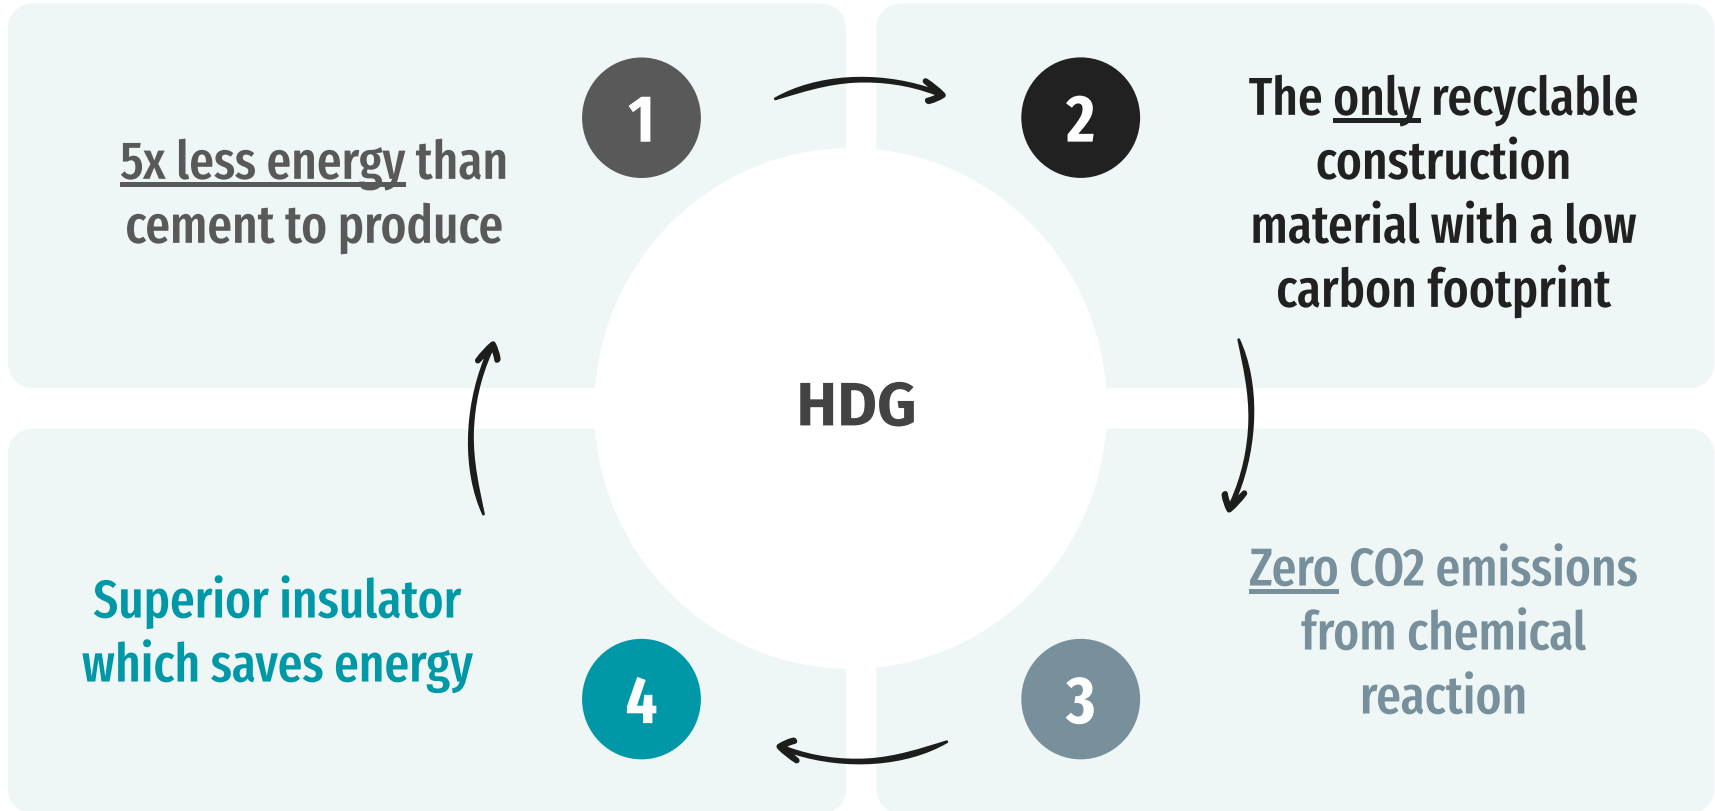 1
5x less energy than
cement to produce
2
The only recyclable
construction
material with a low
carbon footprint
HDG
Zero CO2 emissions
from chemical
reaction
3
Superior insulator
which saves energy
4